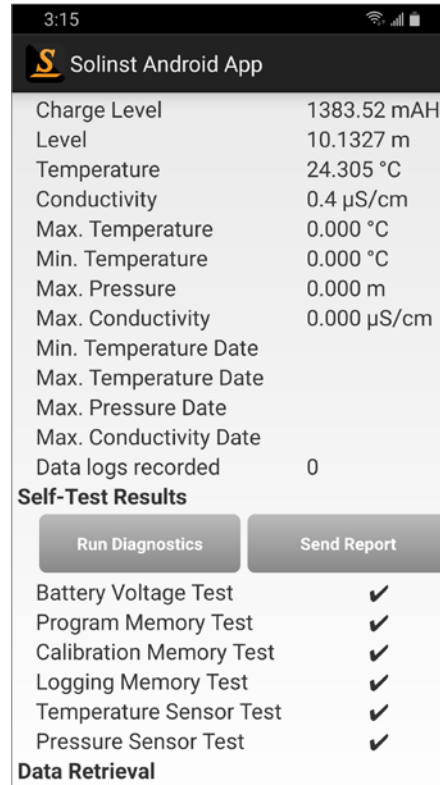 3:15
S Solinst Android App
Charge Level 1383.52 mAH
Level 10.1327 m
Temperature 24.305 °C
Conductivity 0.4 µS/cm
Max. Temperature 0.000 °C
Min. Temperature 0.000 °C
Max. Pressure 0.000 m
Max. Conductivity 0.000 µS/cm
Min. Temperature Date
Max. Temperature Date
Max. Pressure Date
Max. Conductivity Date
Data logs recorded 0
Self-Test Results
Run Diagnostics Send Report
Battery Voltage Test ✔
Program Memory Test ✔
Calibration Memory Test ✔
Logging Memory Test ✔
Temperature Sensor Test ✔
Pressure Sensor Test ✔
Data Retrieval